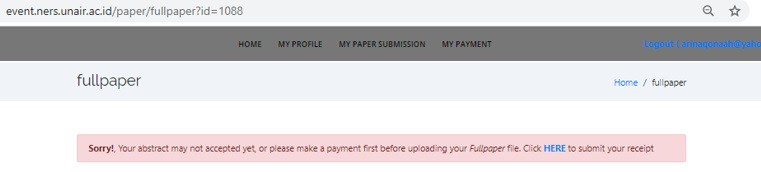 event.ners.unair.ac.id/paper/fullpaper?id=1088
HOME MY PROFILE MY PAPER SUBMISSION MY PAYMENT Logout (
fullpaper
Home / fullpaper
Sorry!, Your abstract may not accepted yet, or please make a payment first before uploading your Fullpaper file. Click HERE to submit your receipt